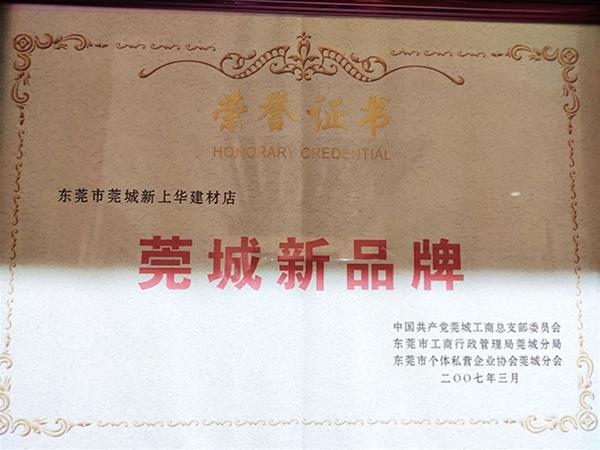 荣誉证书
HONORARY CREDENTIAL
东莞市莞城新上华建材店
莞城新品牌
中国共产党莞城工商总支部委员会
东莞市工商行政管理局莞城分局
东莞市个体私营企业协会莞城分会
二〇〇七年三月